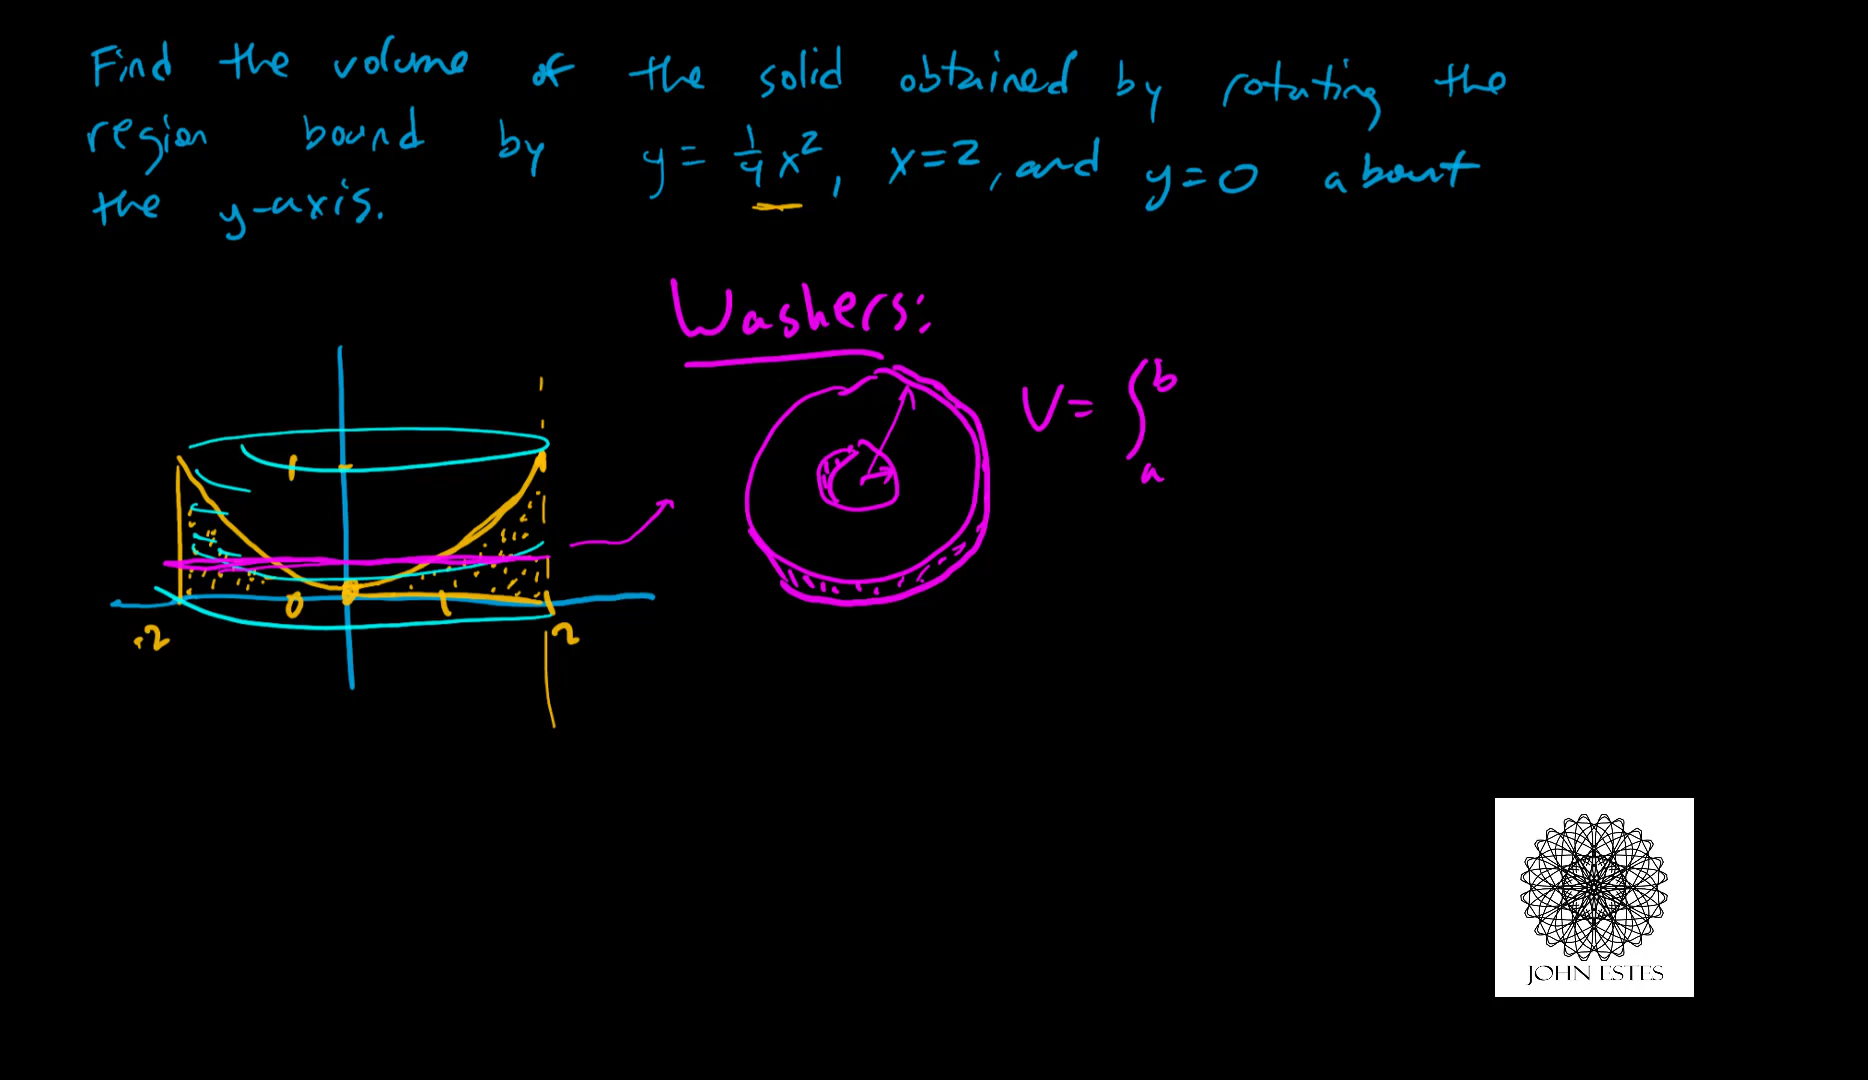 Find the volume of the solid obtained by rotating the
region bound by y = 1/4 x², x=2, and y=0 about
the y-axis.
Washers:
V = ∫_a^b
1
0
1
-2
2
JOHN ESTES